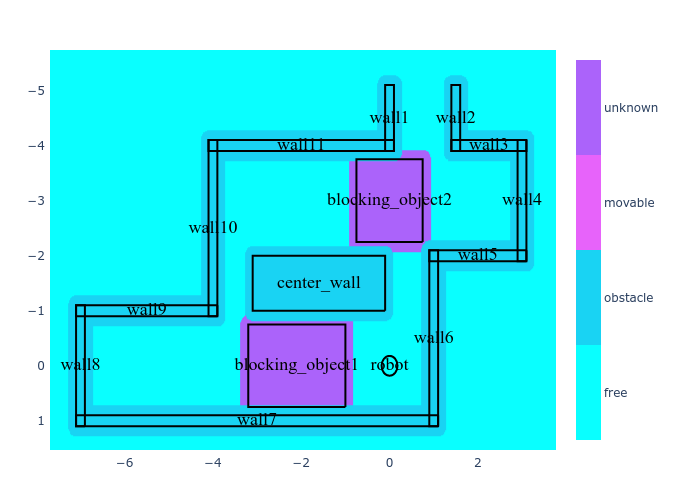 −5
−4
−3
−2
−1
0
1
−6
−4
−2
0
2
wall1
wall2
wall11
wall3
blocking_object2
wall4
wall10
wall5
center_wall
wall9
wall6
wall8
blocking_object1
robot
wall7
unknown
movable
obstacle
free